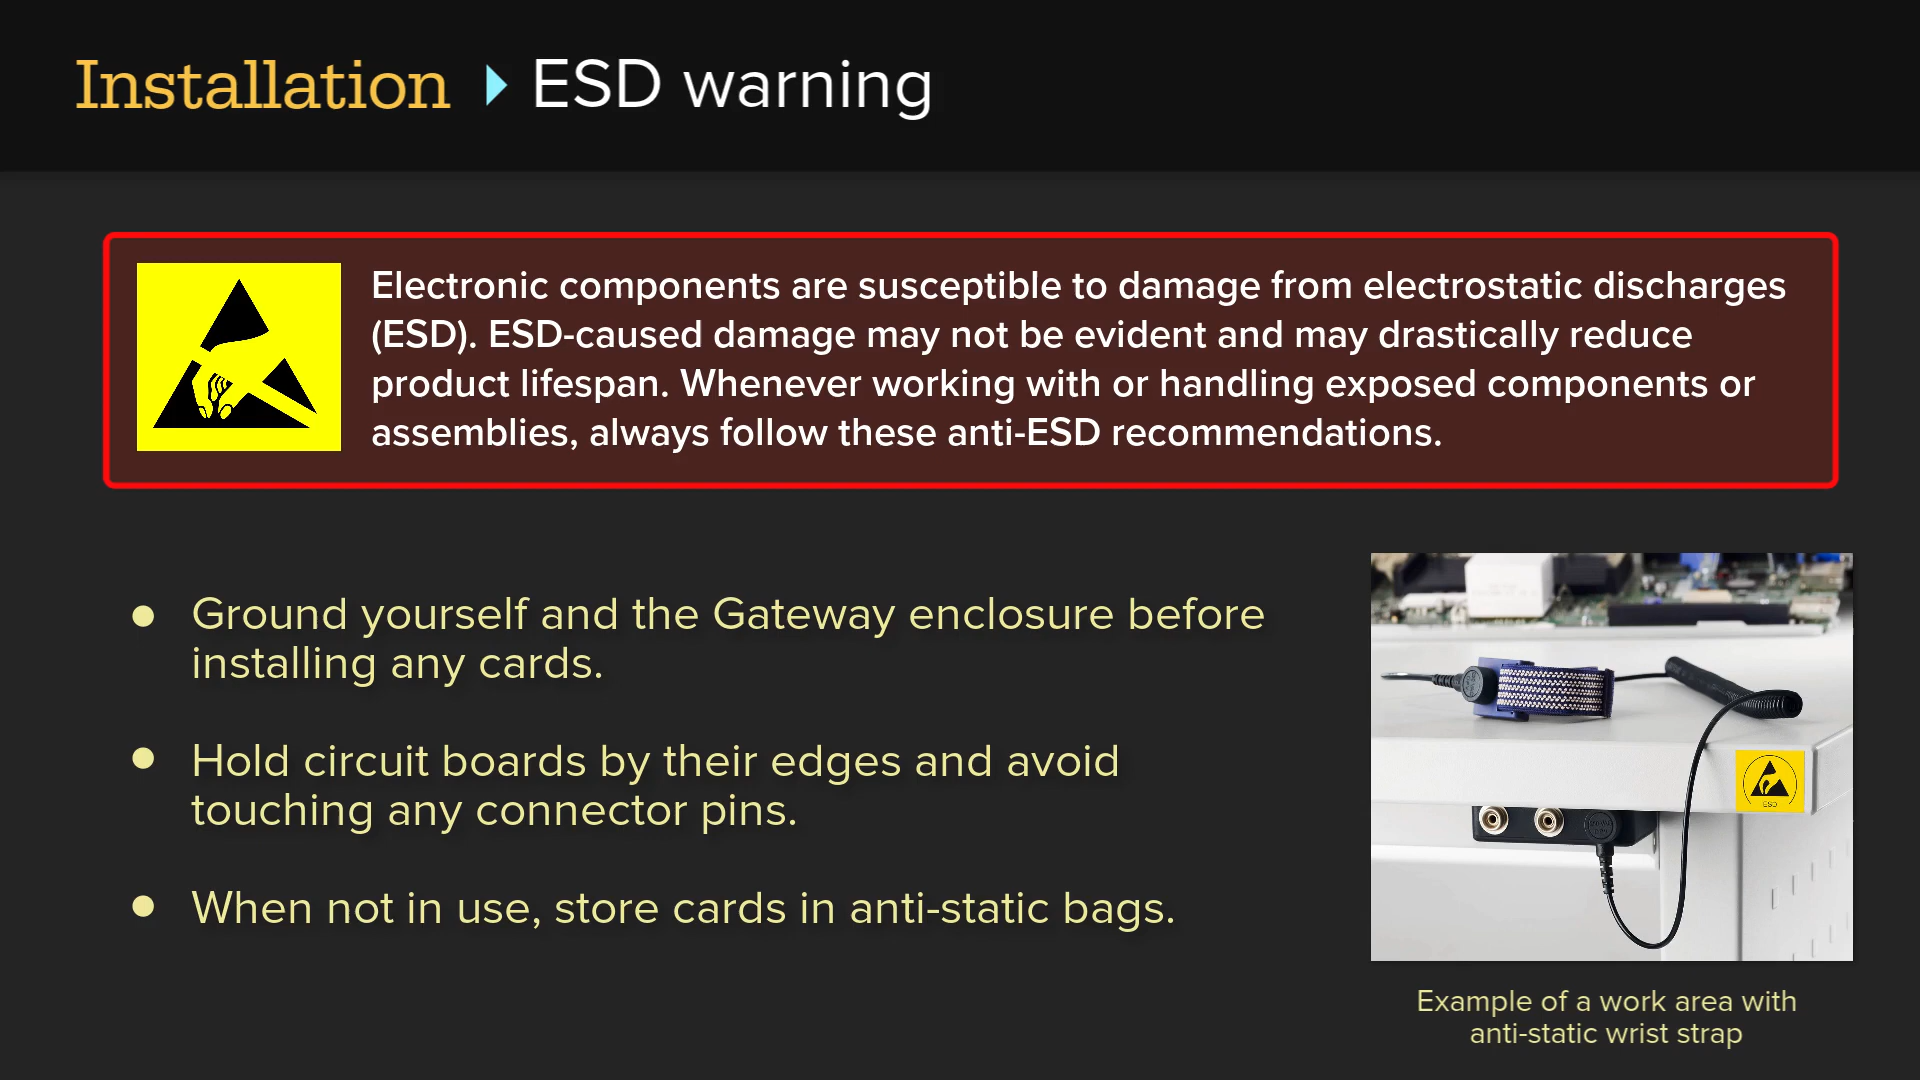 Installation ESD warning
Electronic components are susceptible to damage from electrostatic discharges
(ESD). ESD-caused damage may not be evident and may drastically reduce
product lifespan. Whenever working with or handling exposed components or
assemblies, always follow these anti-ESD recommendations.
Ground yourself and the Gateway enclosure before
installing any cards.
Hold circuit boards by their edges and avoid
touching any connector pins.
When not in use, store cards in anti-static bags.
ESD
Example of a work area with
anti-static wrist strap